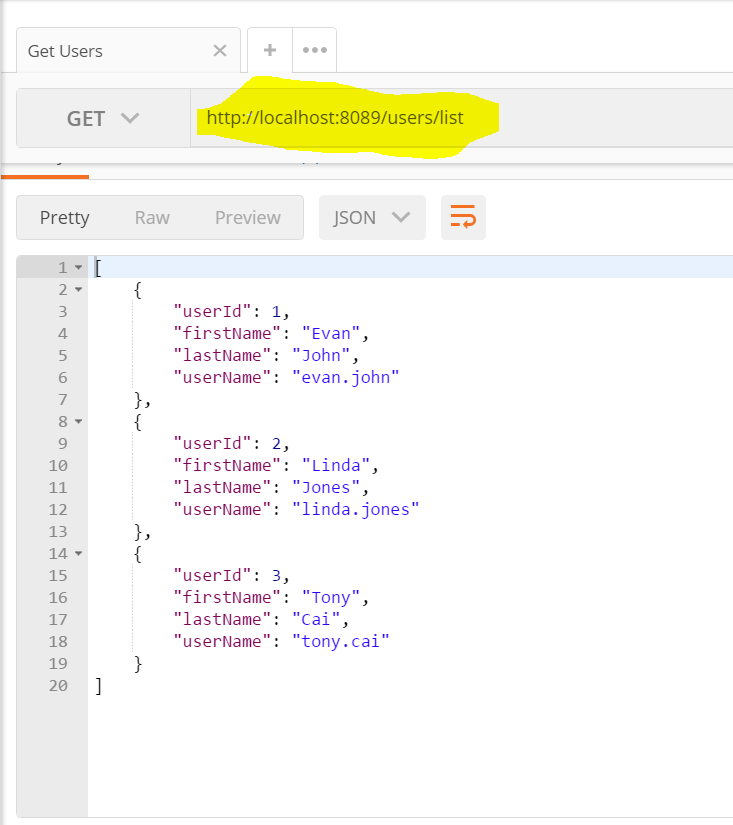 Get Users
GET http://localhost:8089/users/list
Pretty Raw Preview JSON
1 [
2 {
3 "userId": 1,
4 "firstName": "Evan",
5 "lastName": "John",
6 "userName": "evan.john"
7 },
8 {
9 "userId": 2,
10 "firstName": "Linda",
11 "lastName": "Jones",
12 "userName": "linda.jones"
13 },
14 {
15 "userId": 3,
16 "firstName": "Tony",
17 "lastName": "Cai",
18 "userName": "tony.cai"
19 }
20 ]